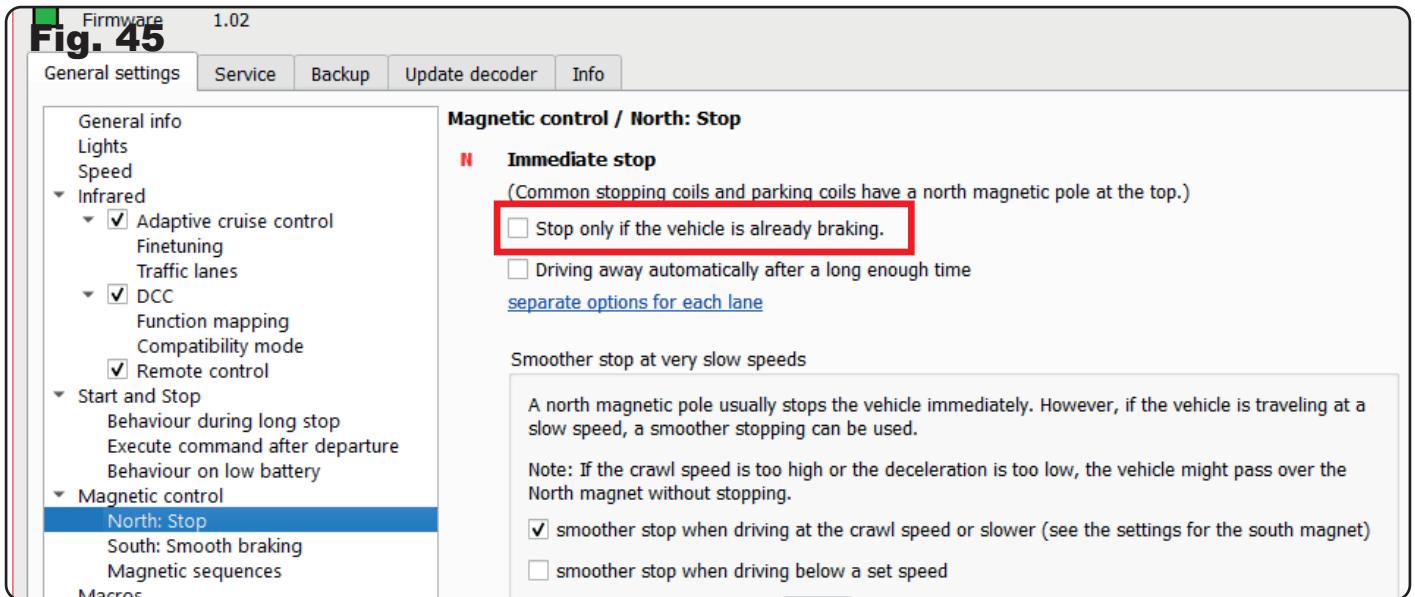 Firmware 1.02
Fig. 45
General settings Service Backup Update decoder Info
General info
Lights
Speed
Infrared
Adaptive cruise control
Finetuning
Traffic lanes
DCC
Function mapping
Compatibility mode
Remote control
Start and Stop
Behaviour during long stop
Execute command after departure
Behaviour on low battery
Magnetic control
North: Stop
South: Smooth braking
Magnetic sequences
Macros
Magnetic control / North: Stop
N Immediate stop
(Common stopping coils and parking coils have a north magnetic pole at the top.)
Stop only if the vehicle is already braking.
Driving away automatically after a long enough time
separate options for each lane
Smoother stop at very slow speeds
A north magnetic pole usually stops the vehicle immediately. However, if the vehicle is traveling at a
slow speed, a smoother stopping can be used.
Note: If the crawl speed is too high or the deceleration is too low, the vehicle might pass over the
North magnet without stopping.
smoother stop when driving at the crawl speed or slower (see the settings for the south magnet)
smoother stop when driving below a set speed